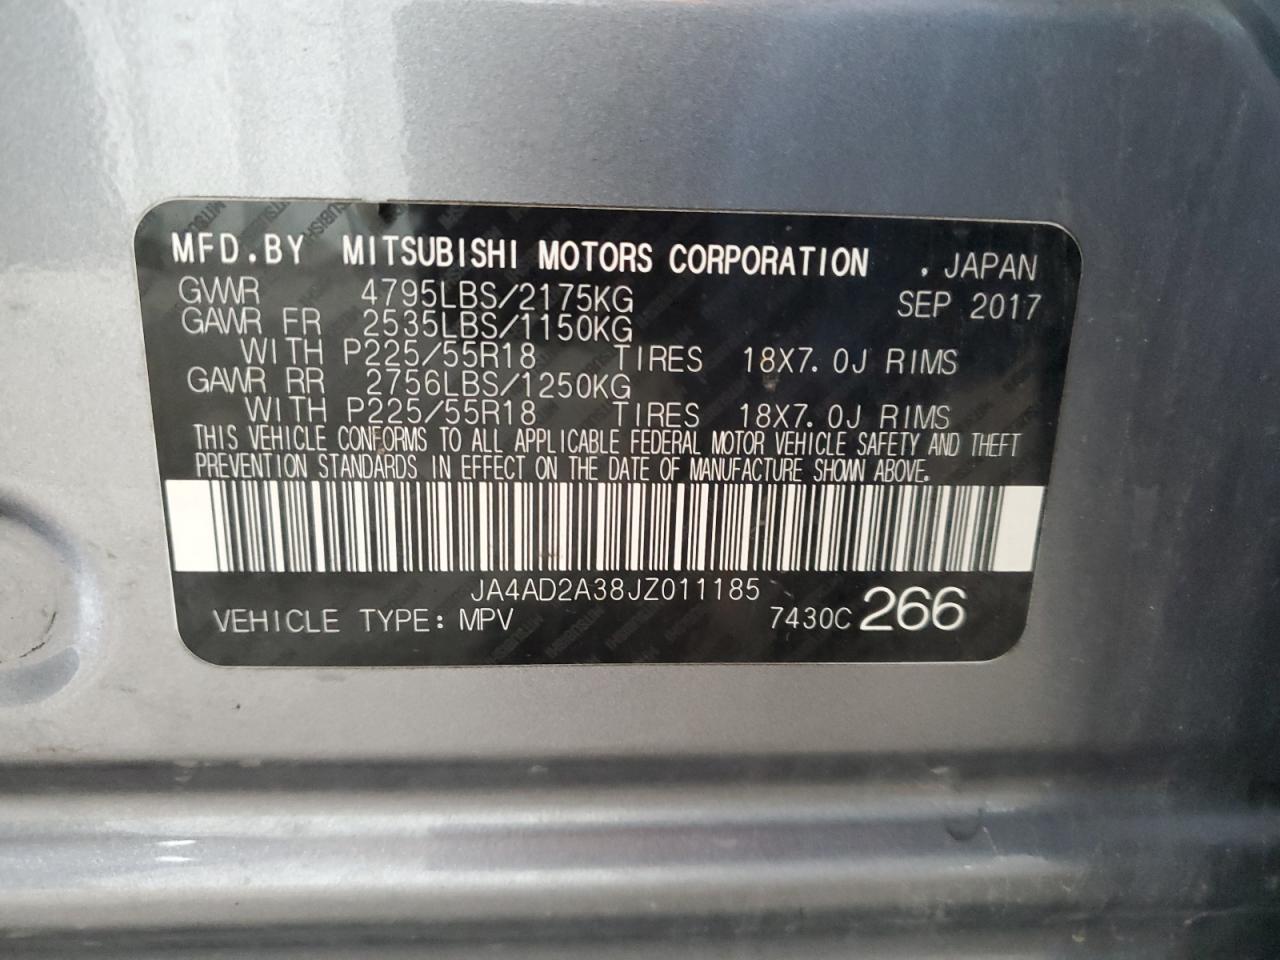 MFD.BY MITSUBISHI MOTORS CORPORATION . JAPAN
GVWR 4795LBS/2175KG SEP 2017
GAWR FR 2535LBS/1150KG
WITH P225/55R18 TIRES 18X7.0J RIMS
GAWR RR 2756LBS/1250KG
WITH P225/55R18 TIRES 18X7.0J RIMS
THIS VEHICLE CONFORMS TO ALL APPLICABLE FEDERAL MOTOR VEHICLE SAFETY AND THEFT
PREVENTION STANDARDS IN EFFECT ON THE DATE OF MANUFACTURE SHOWN ABOVE.
JA4AD2A38JZ011185
VEHICLE TYPE: MPV 7430C 266